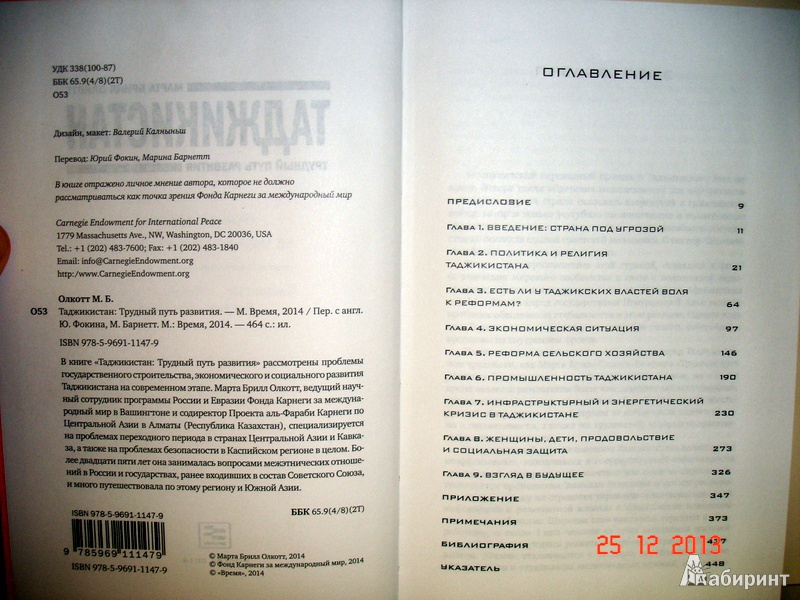 УДК 338(100-87)
ББК 65.9(4/8)(2Т)
О53
Дизайн, макет: Валерий Калныньш
Перевод: Юрий Фокин, Марина Барнетт
В книге отражено личное мнение автора, которое не должно
рассматриваться как точка зрения Фонда Карнеги за международный мир
Carnegie Endowment for International Peace
1779 Massachusetts Ave., NW, Washington, DC 20036, USA
Tel.: +1 (202) 483-7600; Fax: +1 (202) 483-1840
Email: info@CarnegieEndowment.org
http:/www.CarnegieEndowment.org
Олкотт М. Б.
О53 Таджикистан: Трудный путь развития. — М. Время, 2014 / Пер. с англ.
Ю. Фокина, М. Барнетт. М.: Время, 2014. — 464 с.: ил.
ISBN 978-5-9691-1147-9
В книге «Таджикистан: Трудный путь развития» рассмотрены проблемы
государственного строительства, экономического и социального развития
Таджикистана на современном этапе. Марта Брилл Олкотт, ведущий науч-
ный сотрудник программы России и Евразии Фонда Карнеги за междуна-
родный мир в Вашингтоне и содиректор Проекта аль-Фараби Карнеги по
Центральной Азии в Алматы (Республика Казахстан), специализируется
на проблемах переходного периода в странах Центральной Азии и Кавка-
за, а также на проблемах безопасности в Каспийском регионе в целом. Бо-
лее двадцати пяти лет она занималась вопросами межэтнических отноше-
ний в России и государствах, ранее входивших в состав Советского Союза,
и много путешествовала по этому региону и Южной Азии.
ББК 65.9(4/8)(2Т)
ISBN 978-5-9691-1147-9
9 785969 111479
ISBN 978-5-9691-1147-9
© Марта Брилл Олкотт, 2014
© Фонд Карнеги за международный мир, 2014
© «Время», 2014
ОГЛАВЛЕНИЕ
ПРЕДИСЛОВИЕ 9
ГЛАВА 1. ВВЕДЕНИЕ: СТРАНА ПОД УГРОЗОЙ 11
ГЛАВА 2. ПОЛИТИКА И РЕЛИГИЯ
ТАДЖИКИСТАНА 21
ГЛАВА 3. ЕСТЬ ЛИ У ТАДЖИКСКИХ ВЛАСТЕЙ ВОЛЯ
К РЕФОРМАМ? 64
ГЛАВА 4. ЭКОНОМИЧЕСКАЯ СИТУАЦИЯ 97
ГЛАВА 5. РЕФОРМА СЕЛЬСКОГО ХОЗЯЙСТВА 146
ГЛАВА 6. ПРОМЫШЛЕННОСТЬ ТАДЖИКИСТАНА 190
ГЛАВА 7. ИНФРАСТРУКТУРНЫЙ И ЭНЕРГЕТИЧЕСКИЙ
КРИЗИС В ТАДЖИКИСТАНЕ 230
ГЛАВА 8. ЖЕНЩИНЫ, ДЕТИ, ПРОДОВОЛЬСТВИЕ
И СОЦИАЛЬНАЯ ЗАЩИТА 273
ГЛАВА 9. ВЗГЛЯД В БУДУЩЕЕ 326
ПРИЛОЖЕНИЕ 347
ПРИМЕЧАНИЯ 373
БИБЛИОГРАФИЯ
УКАЗАТЕЛЬ 448
25 12 2013
Лабиринт